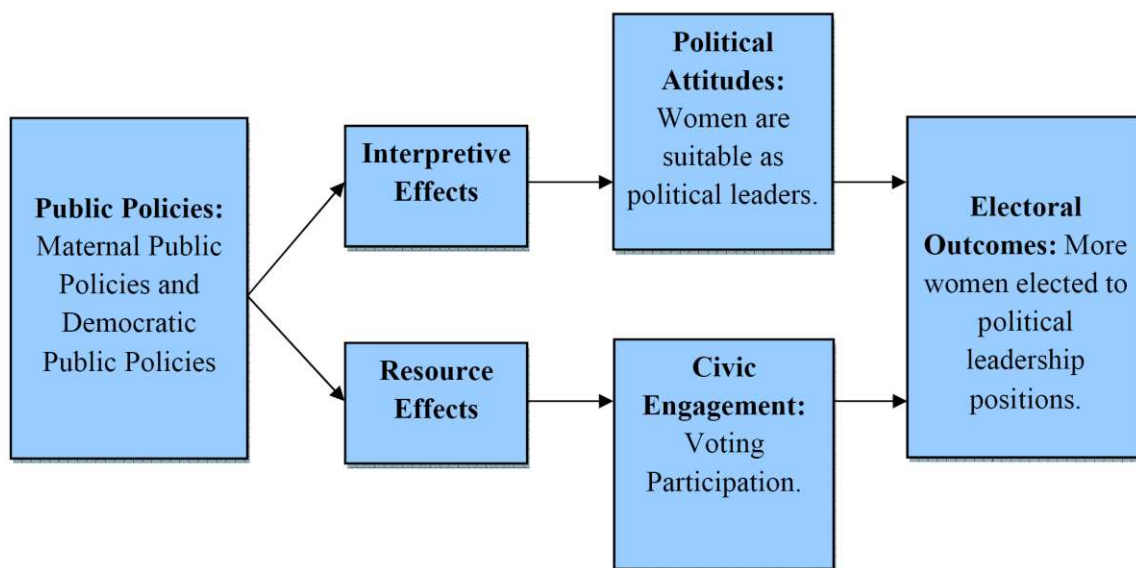 Public Policies:
Maternal Public
Policies and
Democratic
Public Policies
Interpretive
Effects
Political
Attitudes:
Women are
suitable as
political leaders.
Resource
Effects
Civic
Engagement:
Voting
Participation.
Electoral
Outcomes: More
women elected to
political
leadership
positions.